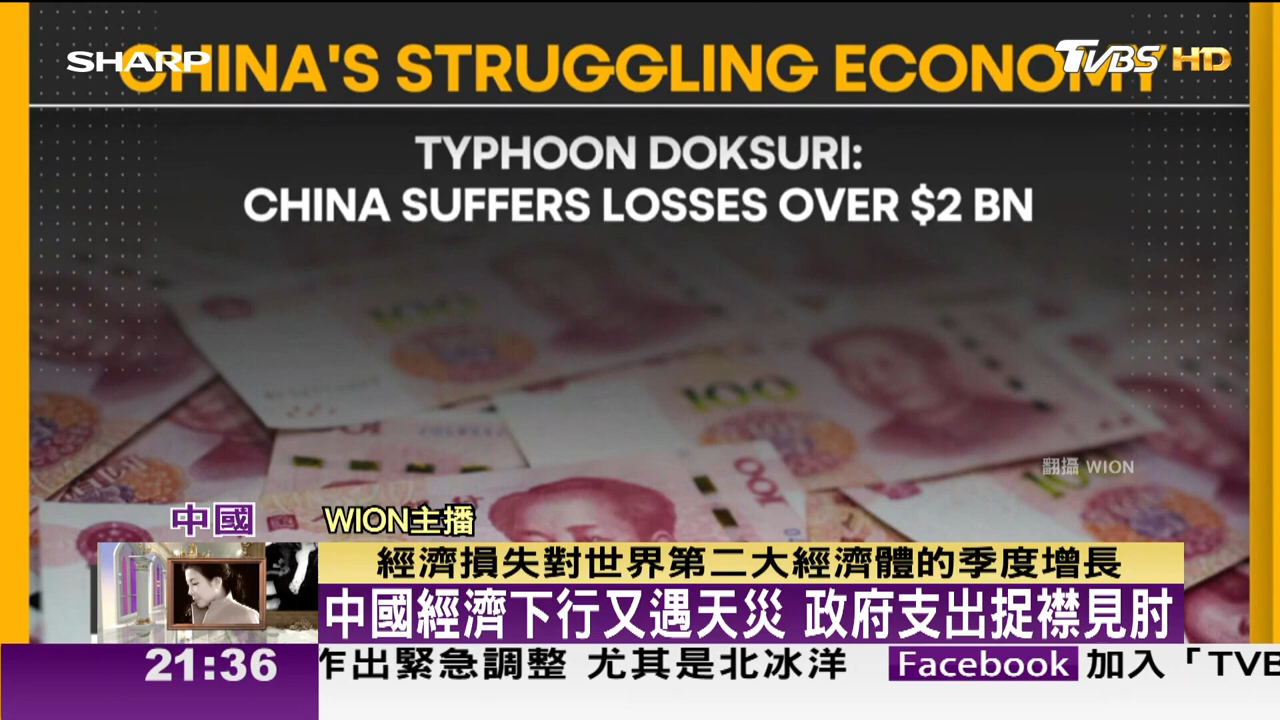 CHINA'S STRUGGLING ECONOMY
SHARP
TVBS HD
TYPHOON DOKSURI:
CHINA SUFFERS LOSSES OVER $2 BN
100
100
100
翻攝 WION
中國
WION主播
經濟損失對世界第二大經濟體的季度增長
中國經濟下行又遇天災 政府支出捉襟見肘
21:36
作出緊急調整 尤其是北冰洋 Facebook 加入「TVB